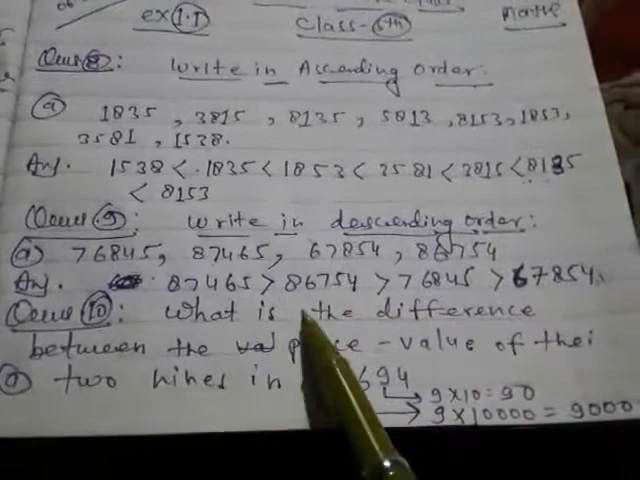 ex 1.1 Class-6th Maths
Ques 8: Write in Ascending order:
(a) 1835, 3815, 8135, 5813, 8153, 1853,
3581, 1538.
Ans. 1538 < 1835 < 1853 < 3581 < 3815 < 8135
< 8153
Ques 9: Write in descending order:
(a) 76845, 87465, 67854, 86754
Ans. 87465 > 86754 > 76845 > 67854.
Ques 10: What is the difference
between the -value of the
(a) two nines in 694
9×10=90
9×10000=9000